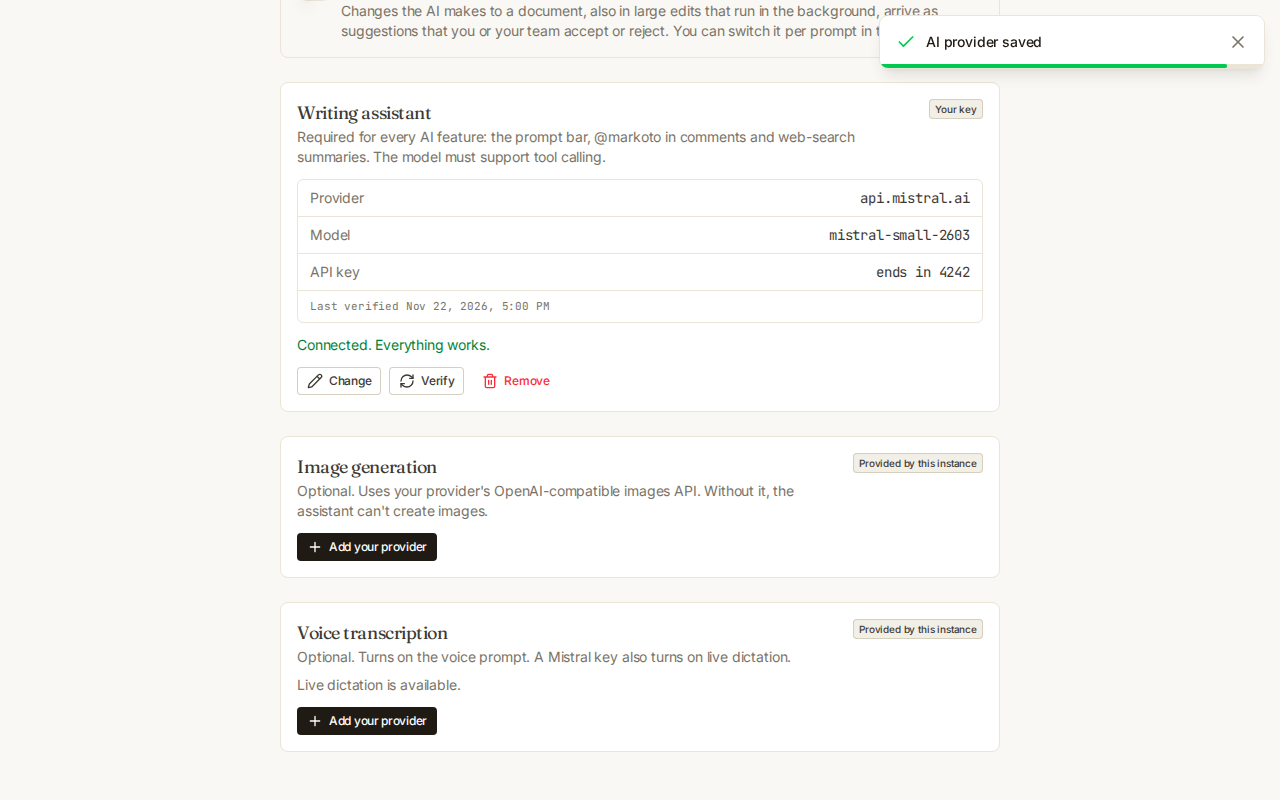 Changes the AI makes to a document, also in large edits that run in the background, arrive as
suggestions that you or your team accept or reject. You can switch it per prompt in
AI provider saved
Writing assistant
Your key
Required for every AI feature: the prompt bar, @markoto in comments and web-search
summaries. The model must support tool calling.
Provider
api.mistral.ai
Model
mistral-small-2603
API key
ends in 4242
Last verified Nov 22, 2026, 5:00 PM
Connected. Everything works.
Change
Verify
Remove
Image generation
Provided by this instance
Optional. Uses your provider's OpenAI-compatible images API. Without it, the
assistant can't create images.
Add your provider
Voice transcription
Provided by this instance
Optional. Turns on the voice prompt. A Mistral key also turns on live dictation.
Live dictation is available.
Add your provider